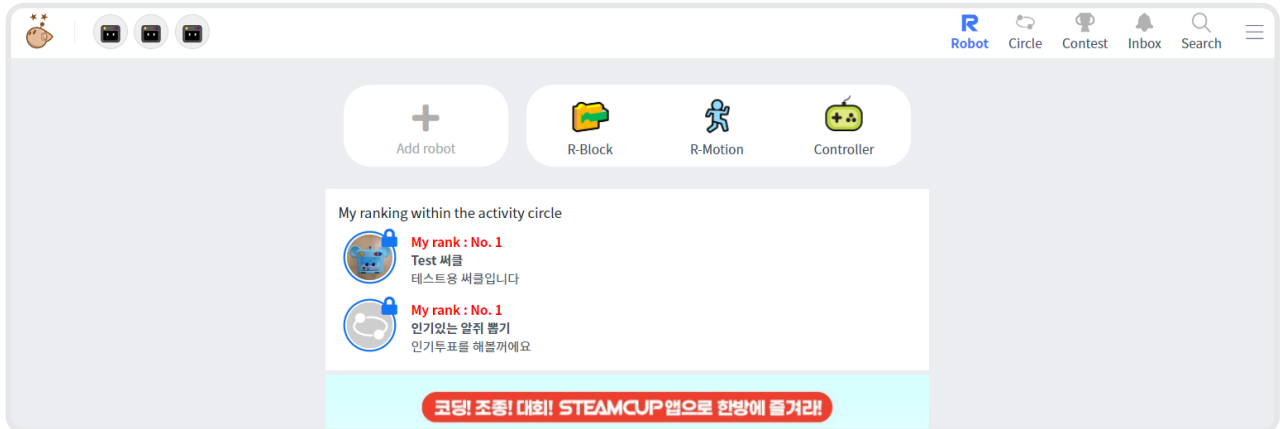 Robot
Circle
Contest
Inbox
Search
Add robot
R-Block
R-Motion
Controller
My ranking within the activity circle
My rank : No. 1
Test 써클
테스트용 써클입니다
My rank : No. 1
인기있는 알쥐 뽑기
인기투표를 해볼꺼에요
코딩! 조종! 대회! STEAMCUP 앱으로 한방에 즐겨라!